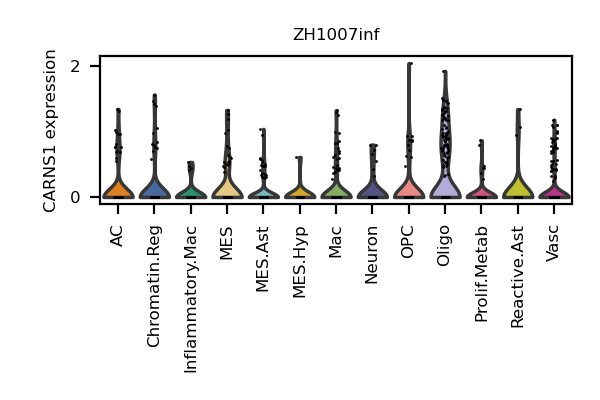 ZH1007inf
CARNS1 expression
2
0
AC
Chromatin.Reg
Inflammatory.Mac
MES
MES.Ast
MES.Hyp
Mac
Neuron
OPC
Oligo
Prolif.Metab
Reactive.Ast
Vasc